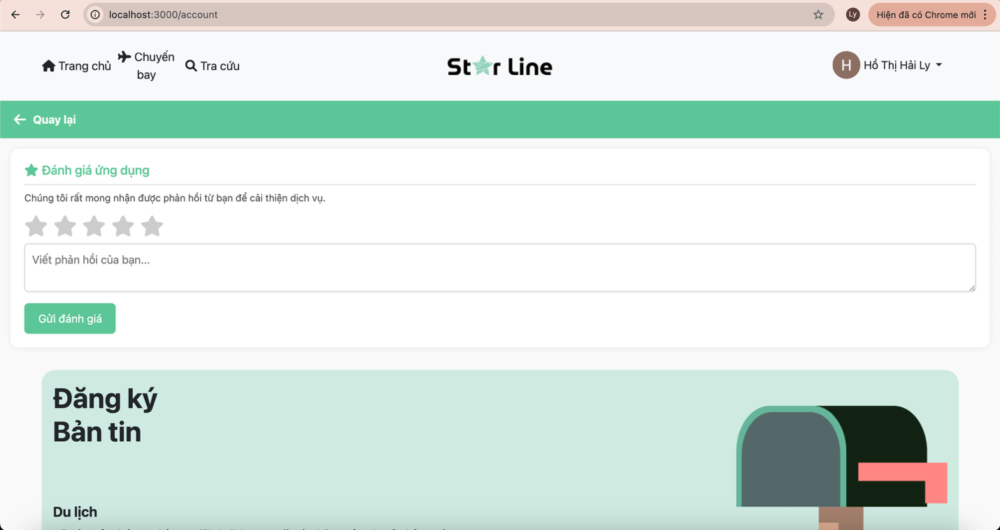 localhost:3000/account
Ly
Hiện đã có Chrome mới
Trang chủ
Chuyến
bay
Tra cứu
Star Line
H
Hồ Thị Hải Ly
Quay lại
Đánh giá ứng dụng
Chúng tôi rất mong nhận được phản hồi từ bạn để cải thiện dịch vụ.
Viết phản hồi của bạn...
Gửi đánh giá
Đăng ký
Bản tin
Du lịch